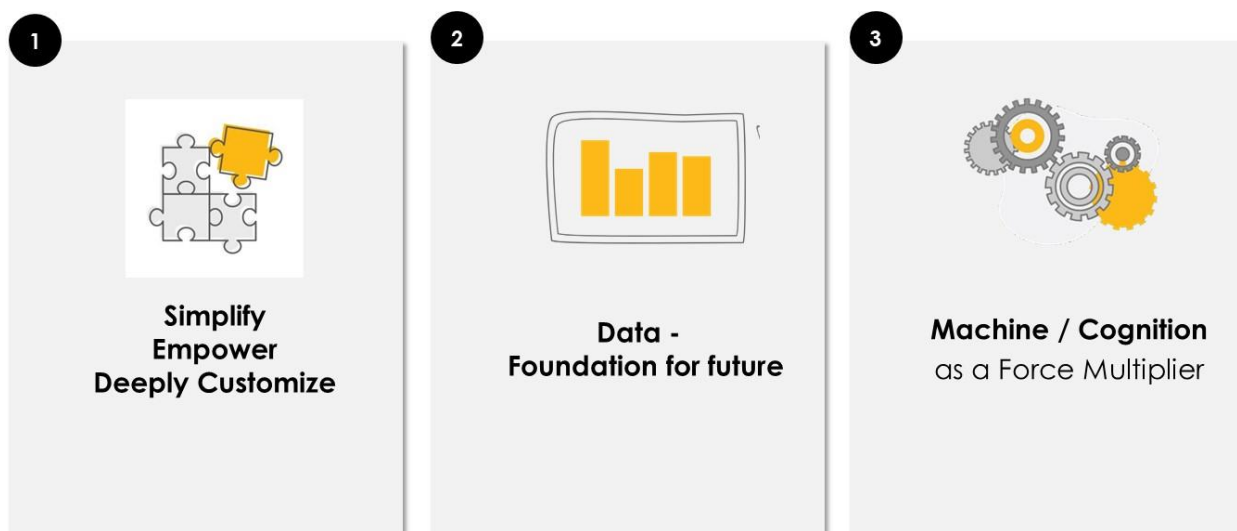 1
Simplify
Empower
Deeply Customize
2
Data -
Foundation for future
3
Machine / Cognition
as a Force Multiplier